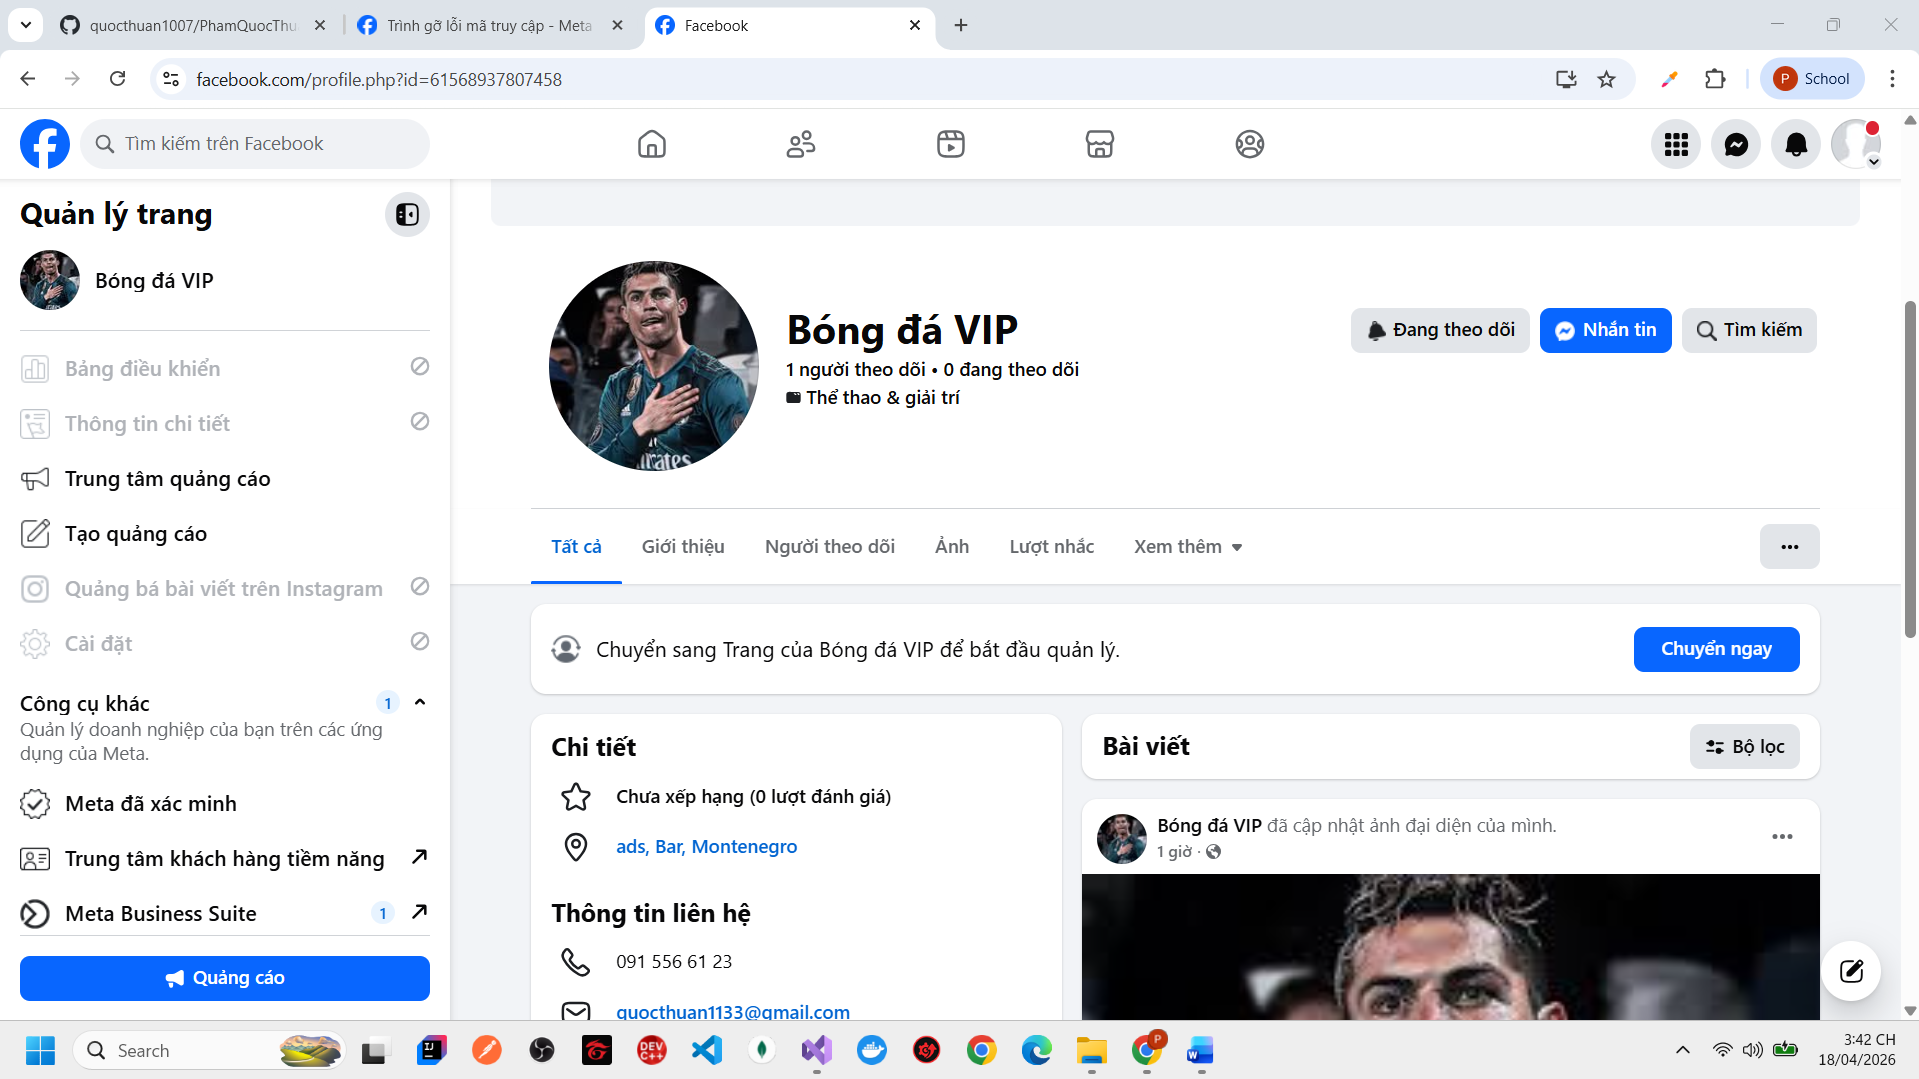 quocthuan1007/PhamQuocThu
Trình gỡ lỗi mã truy cập - Meta
Facebook
facebook.com/profile.php?id=61568937807458
P School
Tìm kiếm trên Facebook
Quản lý trang
Bóng đá VIP
Bảng điều khiển
Thông tin chi tiết
Trung tâm quảng cáo
Tạo quảng cáo
Quảng bá bài viết trên Instagram
Cài đặt
Công cụ khác 1
Quản lý doanh nghiệp của bạn trên các ứng
dụng của Meta.
Meta đã xác minh
Trung tâm khách hàng tiềm năng
Meta Business Suite 1
Quảng cáo
Bóng đá VIP
1 người theo dõi • 0 đang theo dõi
Thể thao & giải trí
Đang theo dõi
Nhắn tin
Tìm kiếm
Tất cả
Giới thiệu
Người theo dõi
Ảnh
Lượt nhắc
Xem thêm
Chuyển sang Trang của Bóng đá VIP để bắt đầu quản lý.
Chuyển ngay
Chi tiết
Chưa xếp hạng (0 lượt đánh giá)
ads, Bar, Montenegro
Thông tin liên hệ
091 556 61 23
quocthuan1133@gmail.com
Bài viết
Bộ lọc
Bóng đá VIP đã cập nhật ảnh đại diện của mình.
1 giờ ·
Search
DEV
C++
P
3:42 CH
18/04/2026